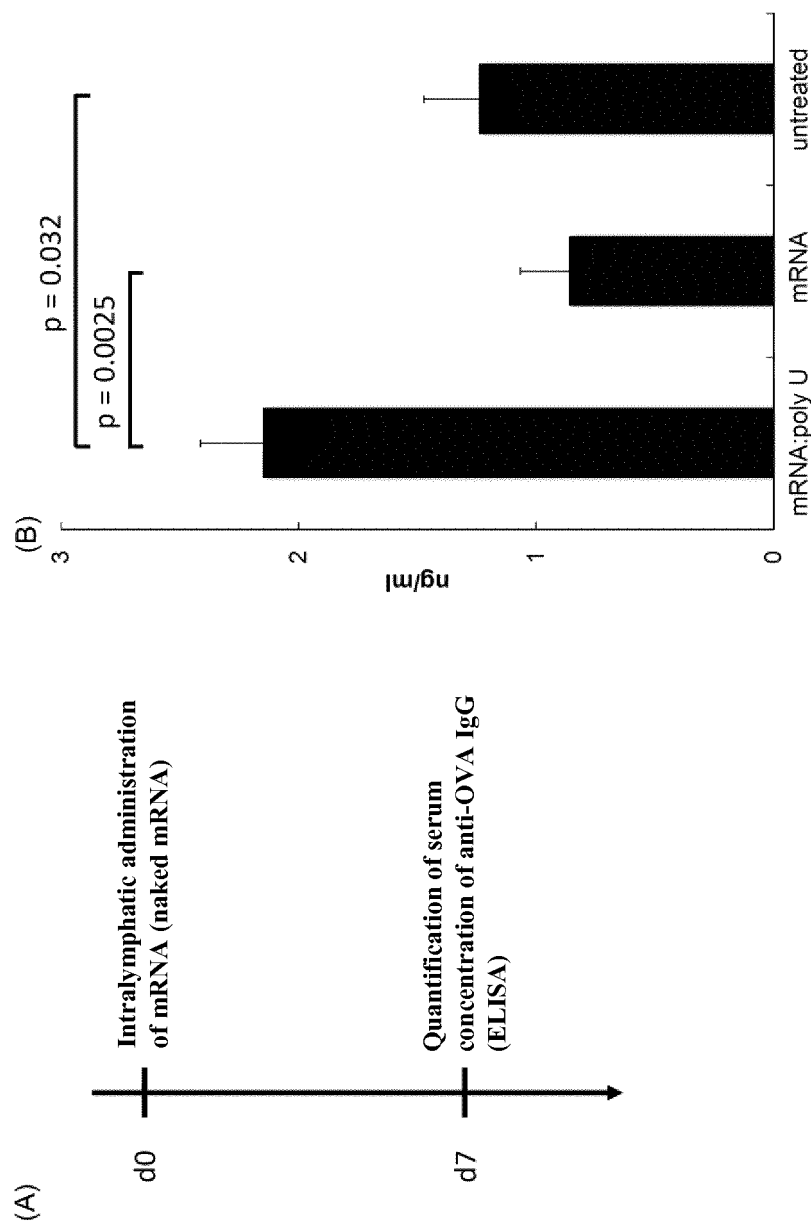 (A)
d0
Intralymphatic administration
of mRNA (naked mRNA)
d7
Quantification of serum
concentration of anti-OVA IgG
(ELISA)
(B)
p = 0.032
p = 0.0025
3
2
1
0
ng/ml
mRNA:poly U
mRNA
untreated